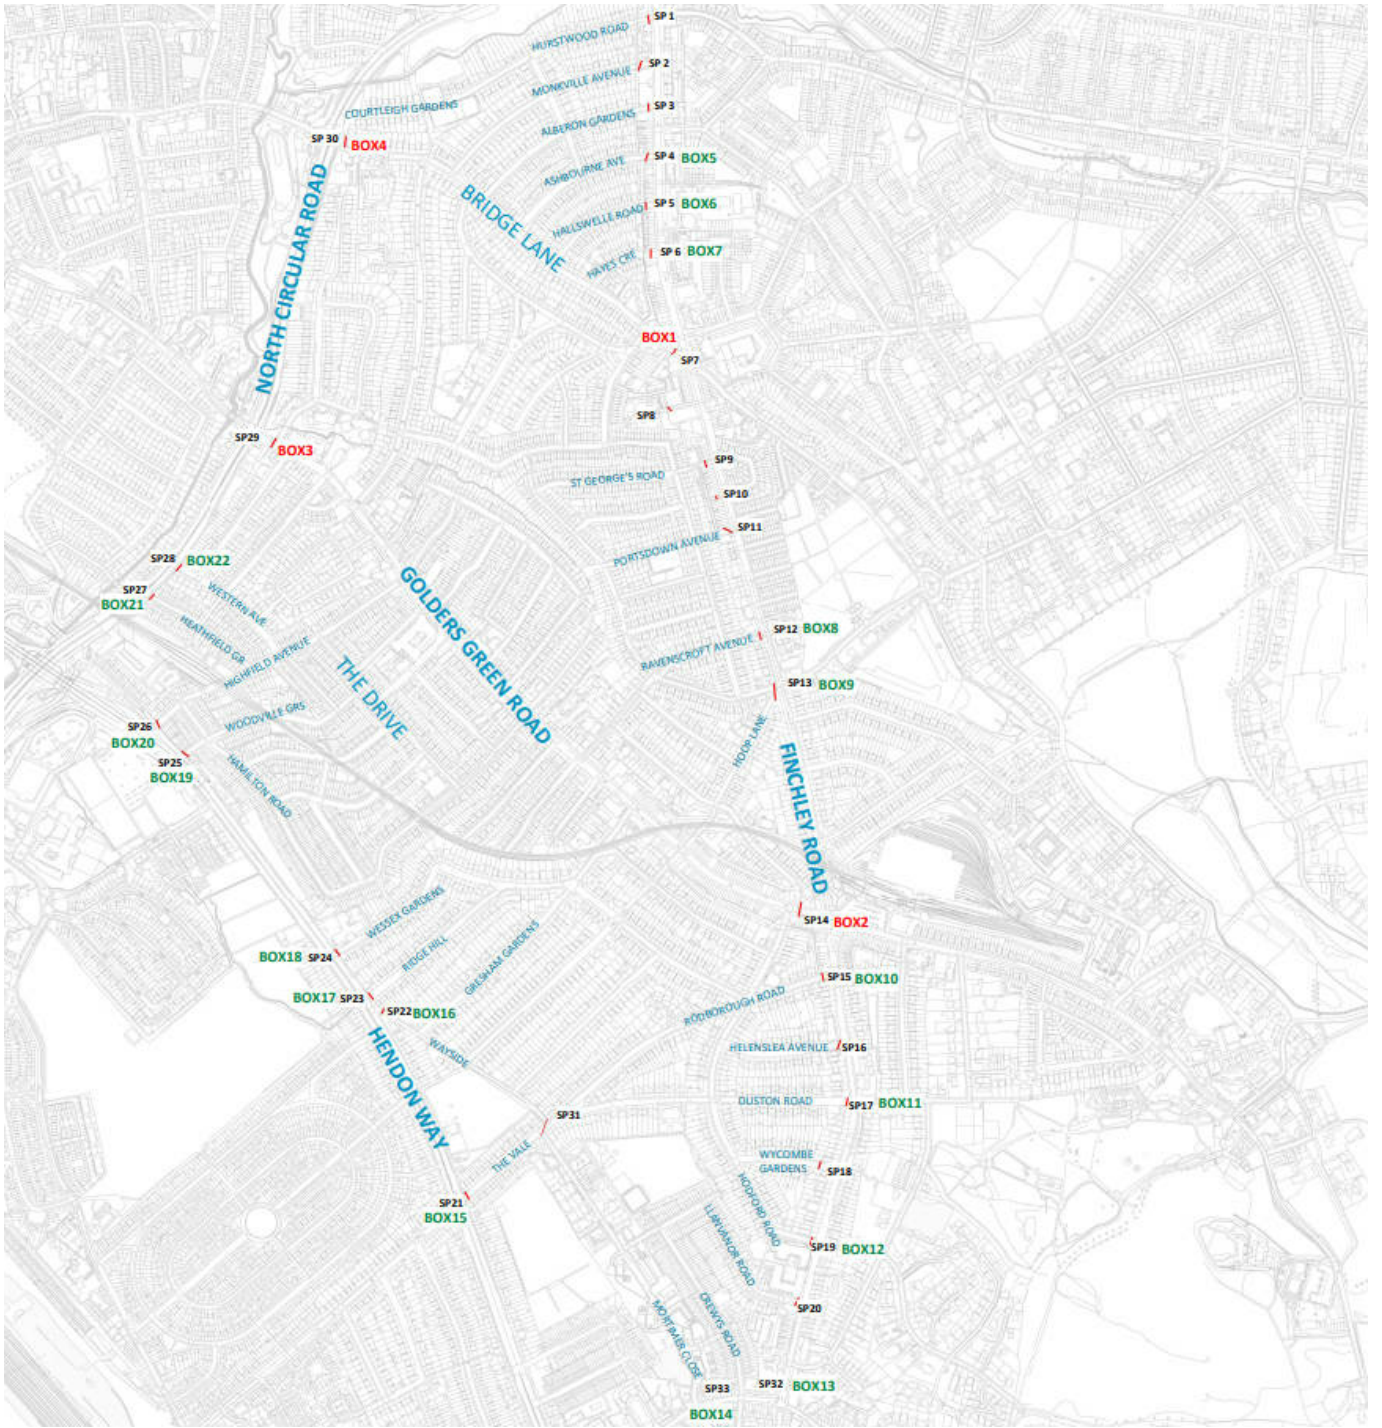 SP 1
HURSTWOOD ROAD
SP 2
MONKVILLE AVENUE
COURTLEIGH GARDENS
SP 3
ALBERON GARDENS
SP 30 BOX4
SP 4 BOX5
ASHBOURNE AVE
NORTH CIRCULAR ROAD
BRIDGE LANE
SP 5 BOX6
HALLSWELLE ROAD
SP 6 BOX7
HAYES CRE
BOX1
SP7
SP8
SP29 BOX3
SP9
ST GEORGE'S ROAD
SP10
SP11
PORTSDOWN AVENUE
SP28 BOX22
SP27
BOX21
WESTERN AVE
HEATHFIELD GR
HIGHFIELD AVENUE
GOLDERS GREEN ROAD
THE DRIVE
SP12 BOX8
RAVENSCROFT AVENUE
SP13 BOX9
HOOP LANE
WOODVILLE GRS
SP26
BOX20
SP25
BOX19
HAMILTON ROAD
FINCHLEY ROAD
SP14 BOX2
WESSEX GARDENS
RIDGE HILL
GRESHAM GARDENS
BOX18 SP24
SP15 BOX10
RODBOROUGH ROAD
BOX17 SP23
SP22 BOX16
WAYSIDE
HENDON WAY
HELENSLEA AVENUE SP16
DUSTON ROAD SP17 BOX11
SP31
THE VALE
WYCOMBE
GARDENS SP18
SP21
BOX15
HODFORD ROAD
LLANVANOR ROAD
SP19 BOX12
SP20
CREWYS ROAD
MORTIMER CLOSE
SP33
SP32 BOX13
BOX14